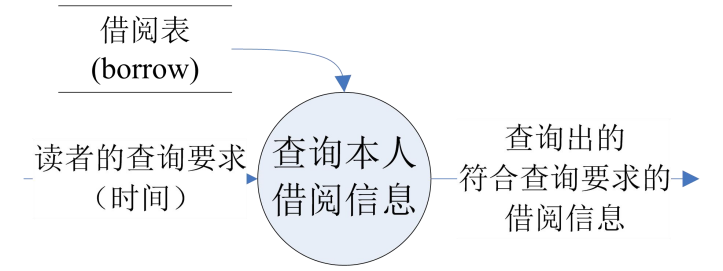 借阅表
(borrow)
读者的查询要求
（时间）
查询本人
借阅信息
查询出的
符合查询要求的
借阅信息